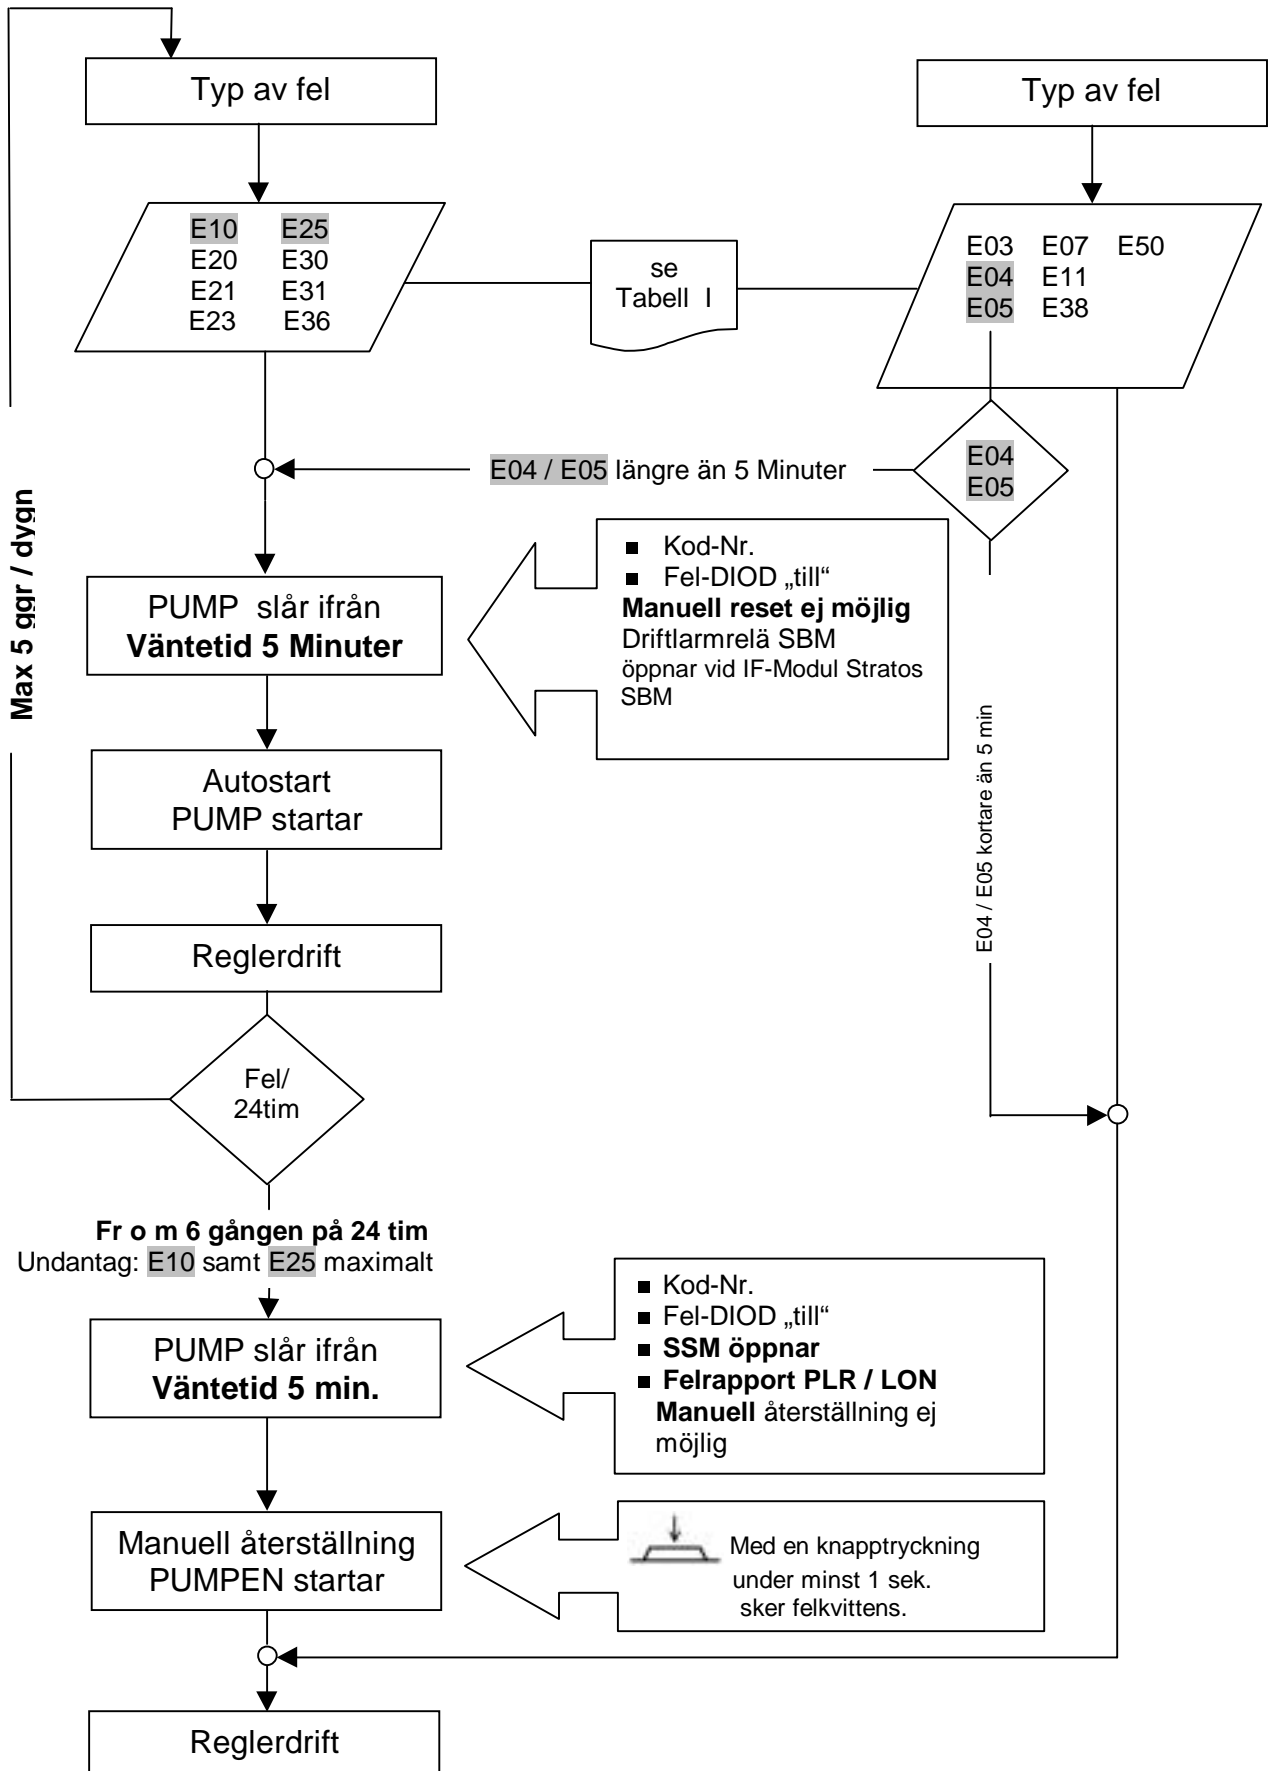 Typ av fel
Typ av fel
E10 E25
E20 E30
E21 E31
E23 E36
se
Tabell I
E03 E07 E50
E04 E11
E05 E38
E04 / E05 längre än 5 Minuter
E04
E05
Max 5 ggr / dygn
PUMP slår ifrån
Väntetid 5 Minuter
■ Kod-Nr.
■ Fel-DIOD „till“
Manuell reset ej möjlig
Driftlarmrelä SBM
öppnar vid IF-Modul Stratos
SBM
E04 / E05 kortare än 5 min
Autostart
PUMP startar
Reglerdrift
Fel/
24tim
Fr o m 6 gången på 24 tim
Undantag: E10 samt E25 maximalt
PUMP slår ifrån
Väntetid 5 min.
■ Kod-Nr.
■ Fel-DIOD „till“
■ SSM öppnar
■ Felrapport PLR / LON
Manuell återställning ej
möjlig
Manuell återställning
PUMPEN startar
Med en knapptryckning
under minst 1 sek.
sker felkvittens.
Reglerdrift